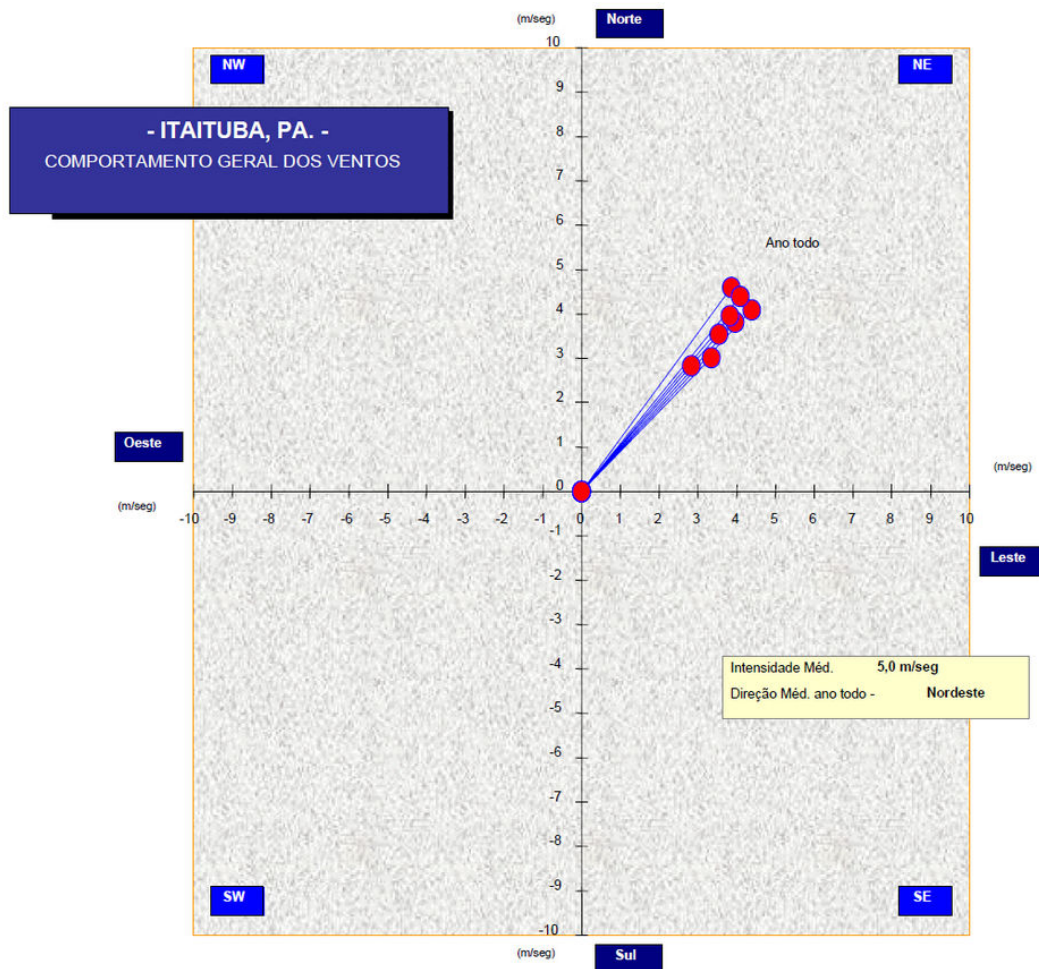 (m/seg)
Norte
NW
NE
- ITAITUBA, PA. -
COMPORTAMENTO GERAL DOS VENTOS
10
9
8
7
6
5
4
3
2
1
0
Ano todo
Oeste
(m/seg)
(m/seg)
-10 -9 -8 -7 -6 -5 -4 -3 -2 -1 0 1 2 3 4 5 6 7 8 9 10
Leste
-1
-2
-3
-4
-5
-6
-7
-8
-9
-10
Intensidade Méd. 5,0 m/seg
Direção Méd. ano todo - Nordeste
SW
SE
(m/seg)
Sul